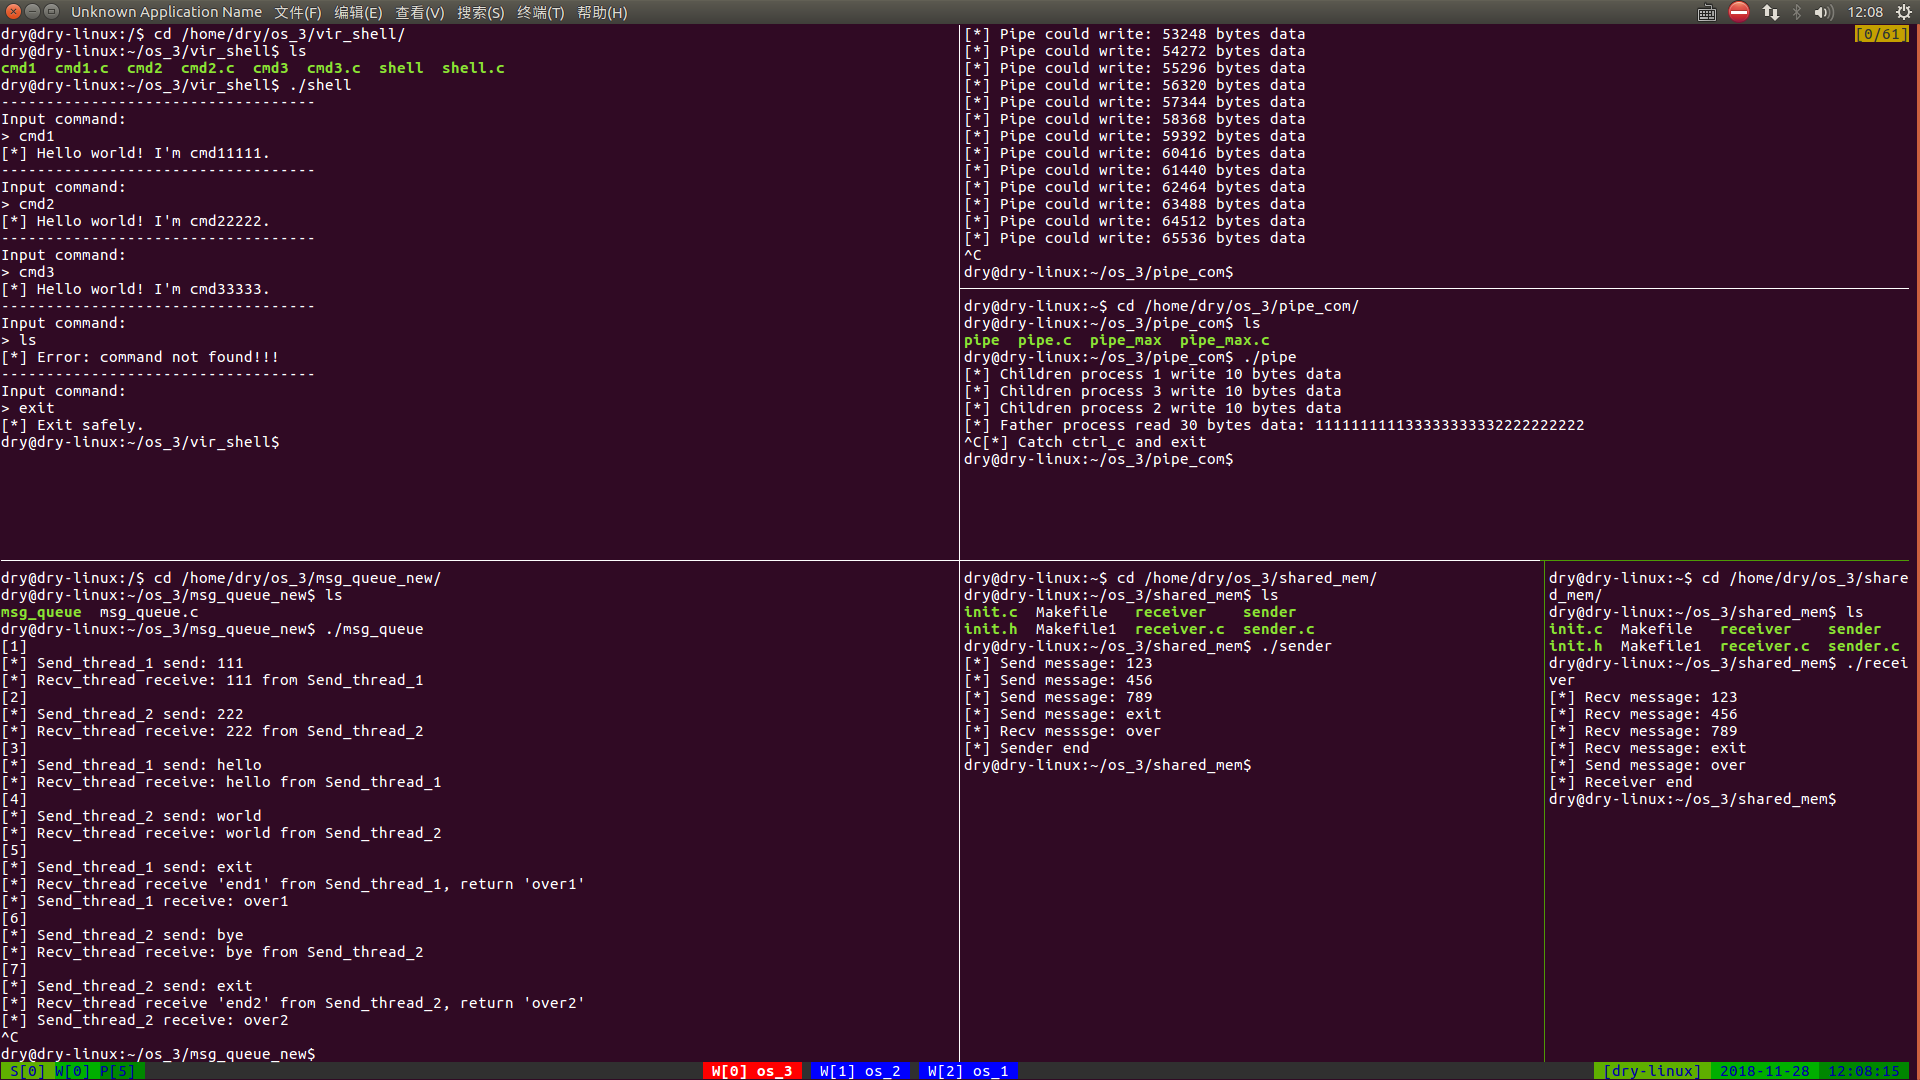 Unknown Application Name 文件(F) 编辑(E) 查看(V) 搜索(S) 终端(T) 帮助(H) 12:08
dry@dry-linux:/$ cd /home/dry/os_3/vir_shell/
dry@dry-linux:~/os_3/vir_shell$ ls
cmd1 cmd1.c cmd2 cmd2.c cmd3 cmd3.c shell shell.c
dry@dry-linux:~/os_3/vir_shell$ ./shell
-----------------------------------
Input command:
> cmd1
[*] Hello world! I'm cmd11111.
-----------------------------------
Input command:
> cmd2
[*] Hello world! I'm cmd22222.
-----------------------------------
Input command:
> cmd3
[*] Hello world! I'm cmd33333.
-----------------------------------
Input command:
> ls
[*] Error: command not found!!!
-----------------------------------
Input command:
> exit
[*] Exit safely.
dry@dry-linux:~/os_3/vir_shell$
[*] Pipe could write: 53248 bytes data [0/61]
[*] Pipe could write: 54272 bytes data
[*] Pipe could write: 55296 bytes data
[*] Pipe could write: 56320 bytes data
[*] Pipe could write: 57344 bytes data
[*] Pipe could write: 58368 bytes data
[*] Pipe could write: 59392 bytes data
[*] Pipe could write: 60416 bytes data
[*] Pipe could write: 61440 bytes data
[*] Pipe could write: 62464 bytes data
[*] Pipe could write: 63488 bytes data
[*] Pipe could write: 64512 bytes data
[*] Pipe could write: 65536 bytes data
^C
dry@dry-linux:~/os_3/pipe_com$
dry@dry-linux:~$ cd /home/dry/os_3/pipe_com/
dry@dry-linux:~/os_3/pipe_com$ ls
pipe pipe.c pipe_max pipe_max.c
dry@dry-linux:~/os_3/pipe_com$ ./pipe
[*] Children process 1 write 10 bytes data
[*] Children process 3 write 10 bytes data
[*] Children process 2 write 10 bytes data
[*] Father process read 30 bytes data: 111111111133333333332222222222
^C[*] Catch ctrl_c and exit
dry@dry-linux:~/os_3/pipe_com$
dry@dry-linux:/$ cd /home/dry/os_3/msg_queue_new/
dry@dry-linux:~/os_3/msg_queue_new$ ls
msg_queue msg_queue.c
dry@dry-linux:~/os_3/msg_queue_new$ ./msg_queue
[1]
[*] Send_thread_1 send: 111
[*] Recv_thread receive: 111 from Send_thread_1
[2]
[*] Send_thread_2 send: 222
[*] Recv_thread receive: 222 from Send_thread_2
[3]
[*] Send_thread_1 send: hello
[*] Recv_thread receive: hello from Send_thread_1
[4]
[*] Send_thread_2 send: world
[*] Recv_thread receive: world from Send_thread_2
[5]
[*] Send_thread_1 send: exit
[*] Recv_thread receive 'end1' from Send_thread_1, return 'over1'
[*] Send_thread_1 receive: over1
[6]
[*] Send_thread_2 send: bye
[*] Recv_thread receive: bye from Send_thread_2
[7]
[*] Send_thread_2 send: exit
[*] Recv_thread receive 'end2' from Send_thread_2, return 'over2'
[*] Send_thread_2 receive: over2
^C
dry@dry-linux:~/os_3/msg_queue_new$
dry@dry-linux:~$ cd /home/dry/os_3/shared_mem/
dry@dry-linux:~/os_3/shared_mem$ ls
init.c Makefile receiver sender
init.h Makefile1 receiver.c sender.c
dry@dry-linux:~/os_3/shared_mem$ ./sender
[*] Send message: 123
[*] Send message: 456
[*] Send message: 789
[*] Send message: exit
[*] Recv messsge: over
[*] Sender end
dry@dry-linux:~/os_3/shared_mem$
dry@dry-linux:~$ cd /home/dry/os_3/share
d_mem/
dry@dry-linux:~/os_3/shared_mem$ ls
init.c Makefile receiver sender
init.h Makefile1 receiver.c sender.c
dry@dry-linux:~/os_3/shared_mem$ ./recei
ver
[*] Recv message: 123
[*] Recv message: 456
[*] Recv message: 789
[*] Recv message: exit
[*] Send message: over
[*] Receiver end
dry@dry-linux:~/os_3/shared_mem$
S[0] W[0] P[5] W[0] os_3 W[1] os_2 W[2] os_1 [dry-linux] 2018-11-28 12:08:15